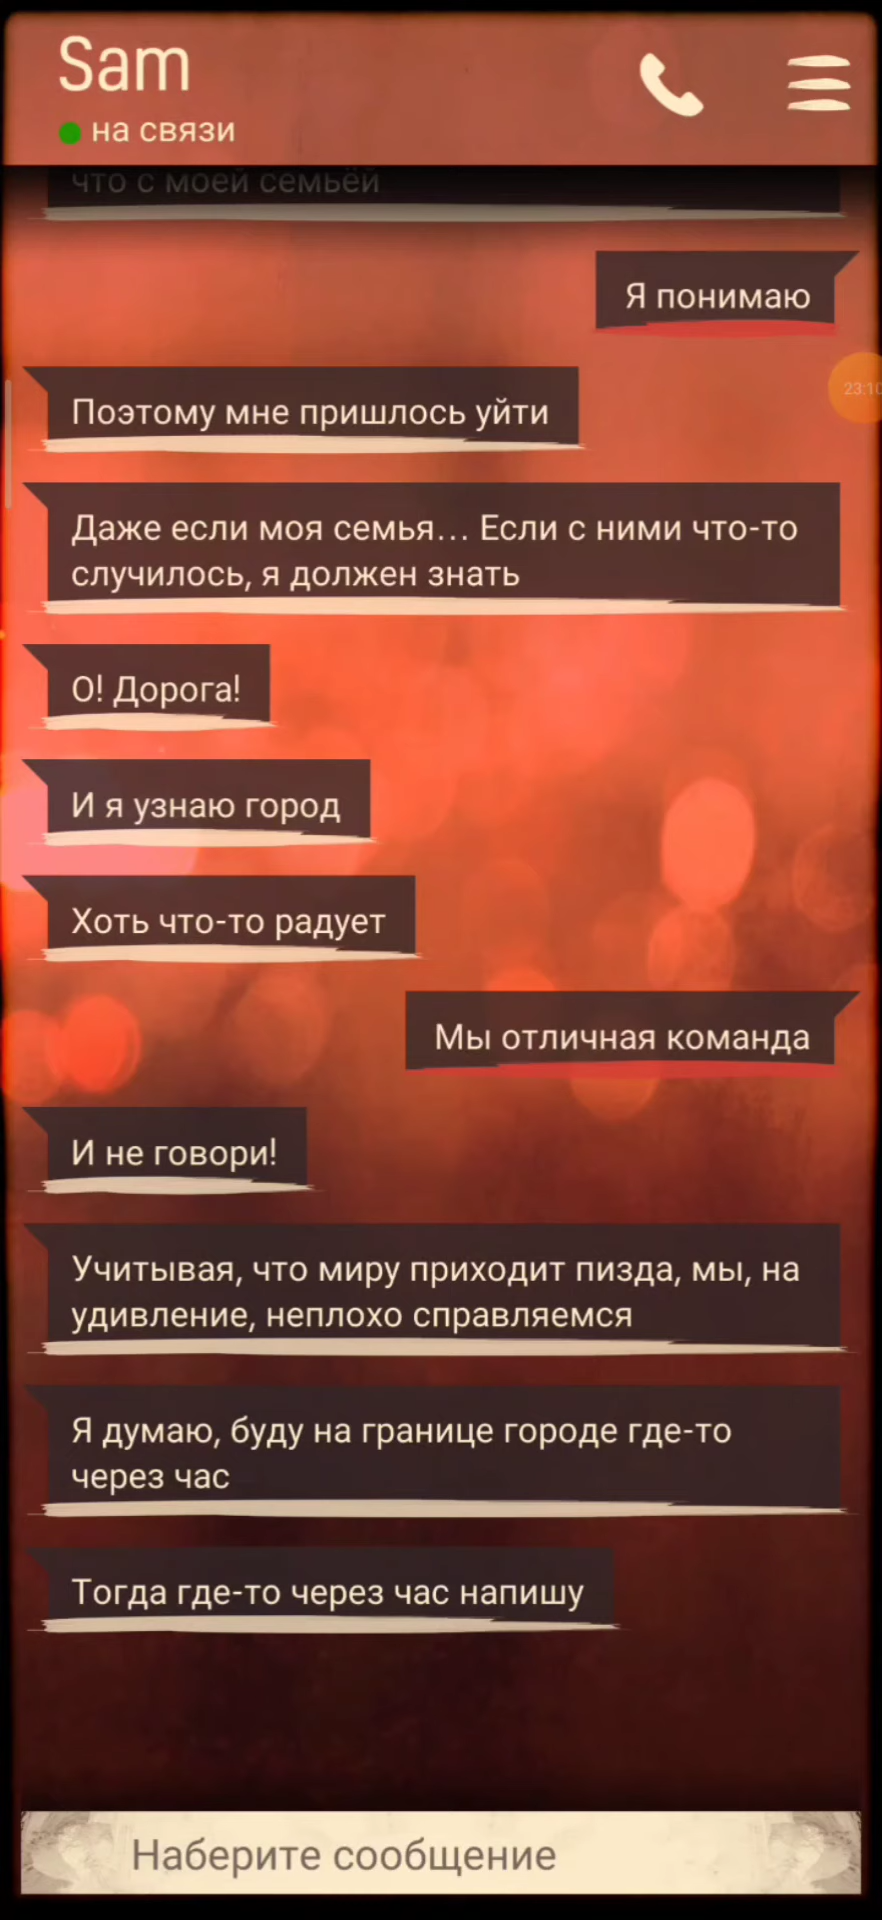 Sam
на связи
что с моей семьёй
Я понимаю
23:10
Поэтому мне пришлось уйти
Даже если моя семья... Если с ними что-то
случилось, я должен знать
О! Дорога!
И я узнаю город
Хоть что-то радует
Мы отличная команда
И не говори!
Учитывая, что миру приходит пизда, мы, на
удивление, неплохо справляемся
Я думаю, буду на границе городе где-то
через час
Тогда где-то через час напишу
Наберите сообщение